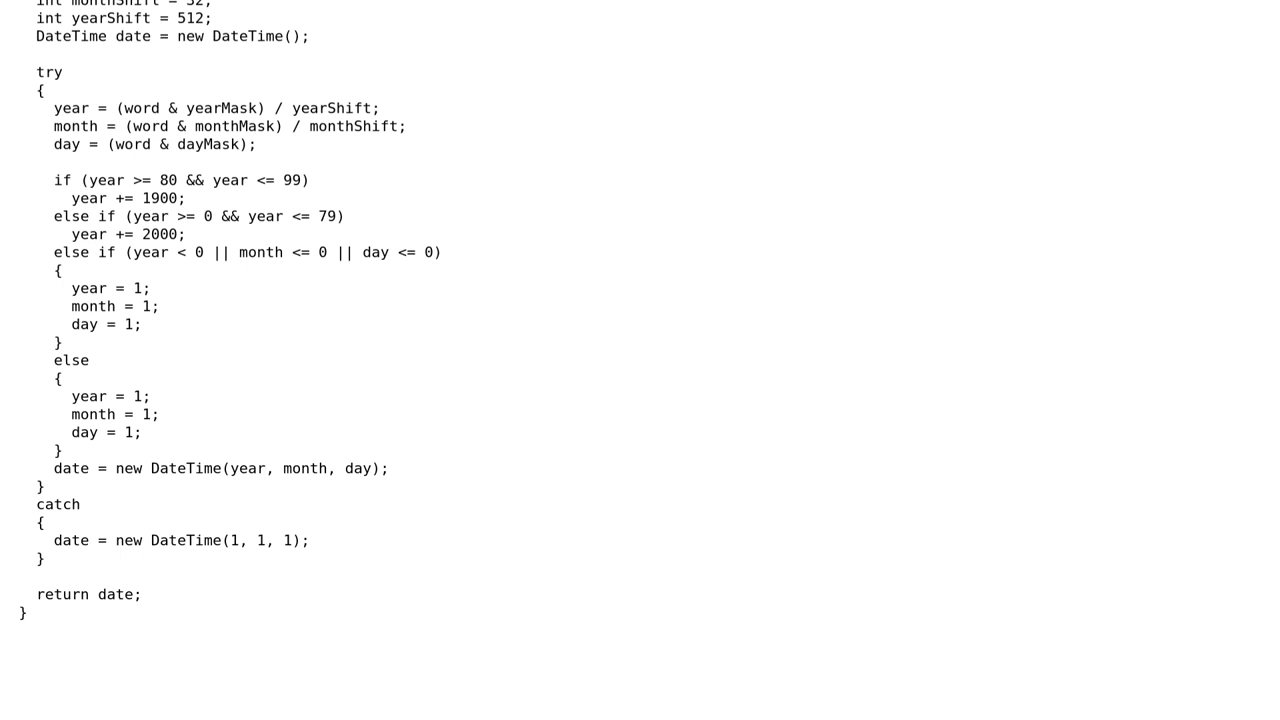 int monthShift = 32;
int yearShift = 512;
DateTime date = new DateTime();
try
{
year = (word & yearMask) / yearShift;
month = (word & monthMask) / monthShift;
day = (word & dayMask);
if (year >= 80 && year <= 99)
year += 1900;
else if (year >= 0 && year <= 79)
year += 2000;
else if (year < 0 || month <= 0 || day <= 0)
{
year = 1;
month = 1;
day = 1;
}
else
{
year = 1;
month = 1;
day = 1;
}
date = new DateTime(year, month, day);
}
catch
{
date = new DateTime(1, 1, 1);
}
return date;
}